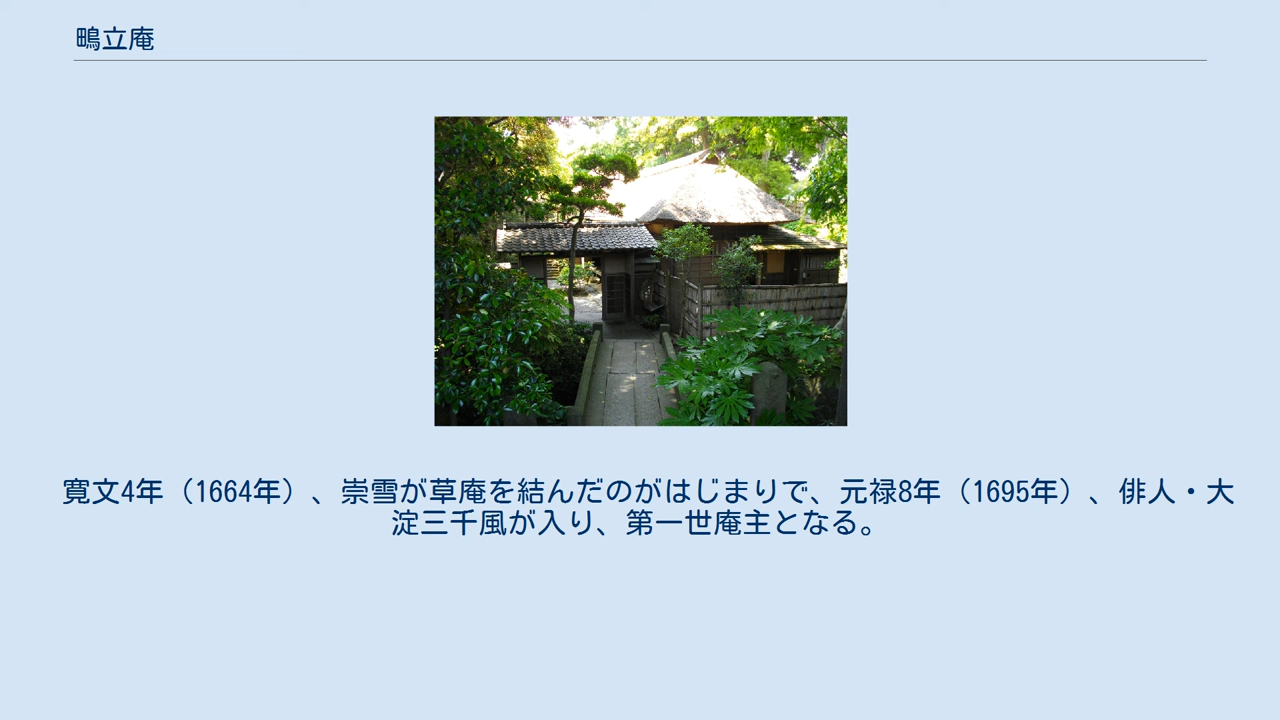 鴫立庵
寛文4年（1664年）、崇雪が草庵を結んだのがはじまりで、元禄8年（1695年）、俳人・大
淀三千風が入り、第一世庵主となる。